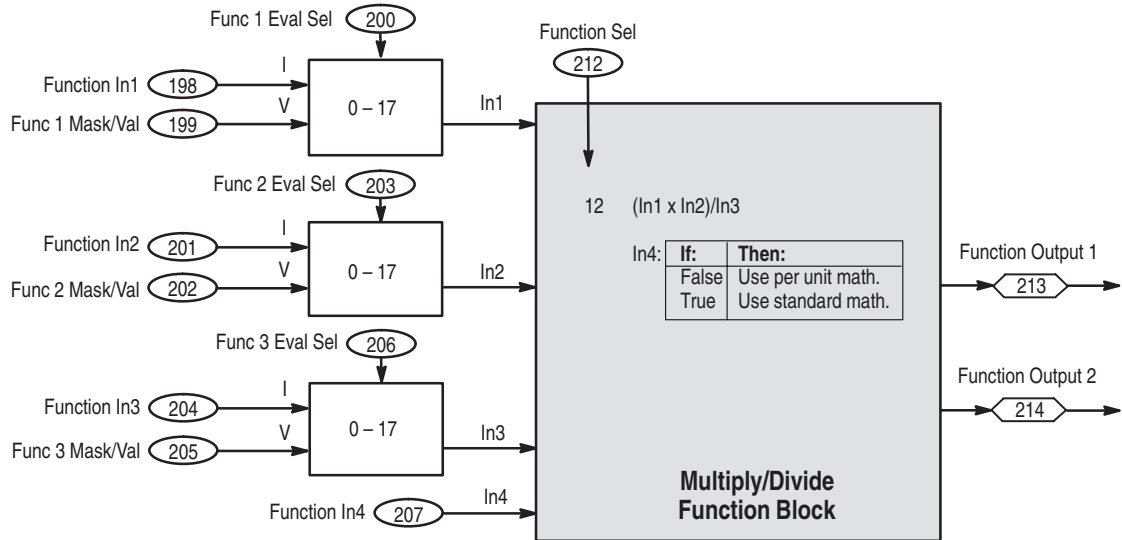 Func 1 Eval Sel 200
Function Sel
212
Function In1 198 I
Func 1 Mask/Val 199 V
0 – 17
In1
Func 2 Eval Sel 203
Function In2 201 I
Func 2 Mask/Val 202 V
0 – 17
In2
Func 3 Eval Sel 206
Function In3 204 I
Func 3 Mask/Val 205 V
0 – 17
In3
Function In4 207 In4
12 (In1 x In2)/In3
In4: If: Then:
False Use per unit math.
True Use standard math.
Multiply/Divide
Function Block
Function Output 1
213
Function Output 2
214